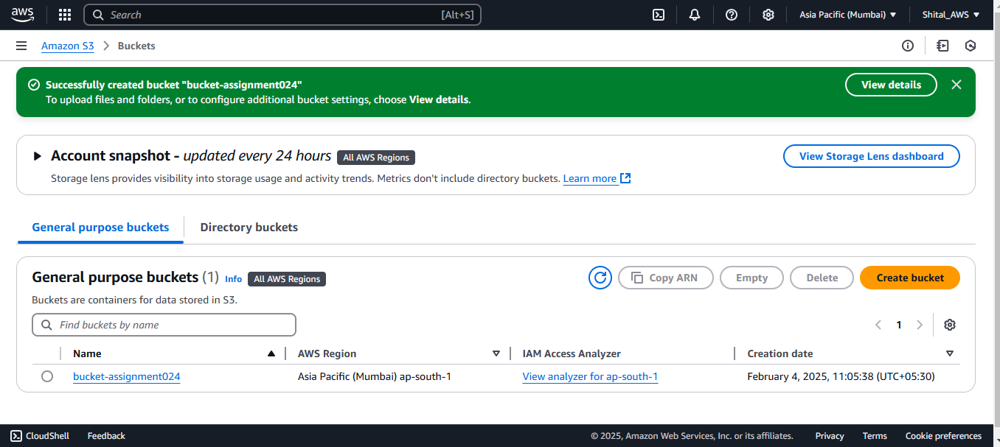 aws Search [Alt+S] Asia Pacific (Mumbai) Shital_AWS
Amazon S3 Buckets
Successfully created bucket "bucket-assignment024"
To upload files and folders, or to configure additional bucket settings, choose View details.
View details
Account snapshot - updated every 24 hours All AWS Regions
View Storage Lens dashboard
Storage lens provides visibility into storage usage and activity trends. Metrics don't include directory buckets. Learn more
General purpose buckets Directory buckets
General purpose buckets (1) Info All AWS Regions
Copy ARN Empty Delete Create bucket
Buckets are containers for data stored in S3.
Find buckets by name 1
Name AWS Region IAM Access Analyzer Creation date
bucket-assignment024 Asia Pacific (Mumbai) ap-south-1 View analyzer for ap-south-1 February 4, 2025, 11:05:38 (UTC+05:30)
CloudShell Feedback © 2025, Amazon Web Services, Inc. or its affiliates. Privacy Terms Cookie preferences